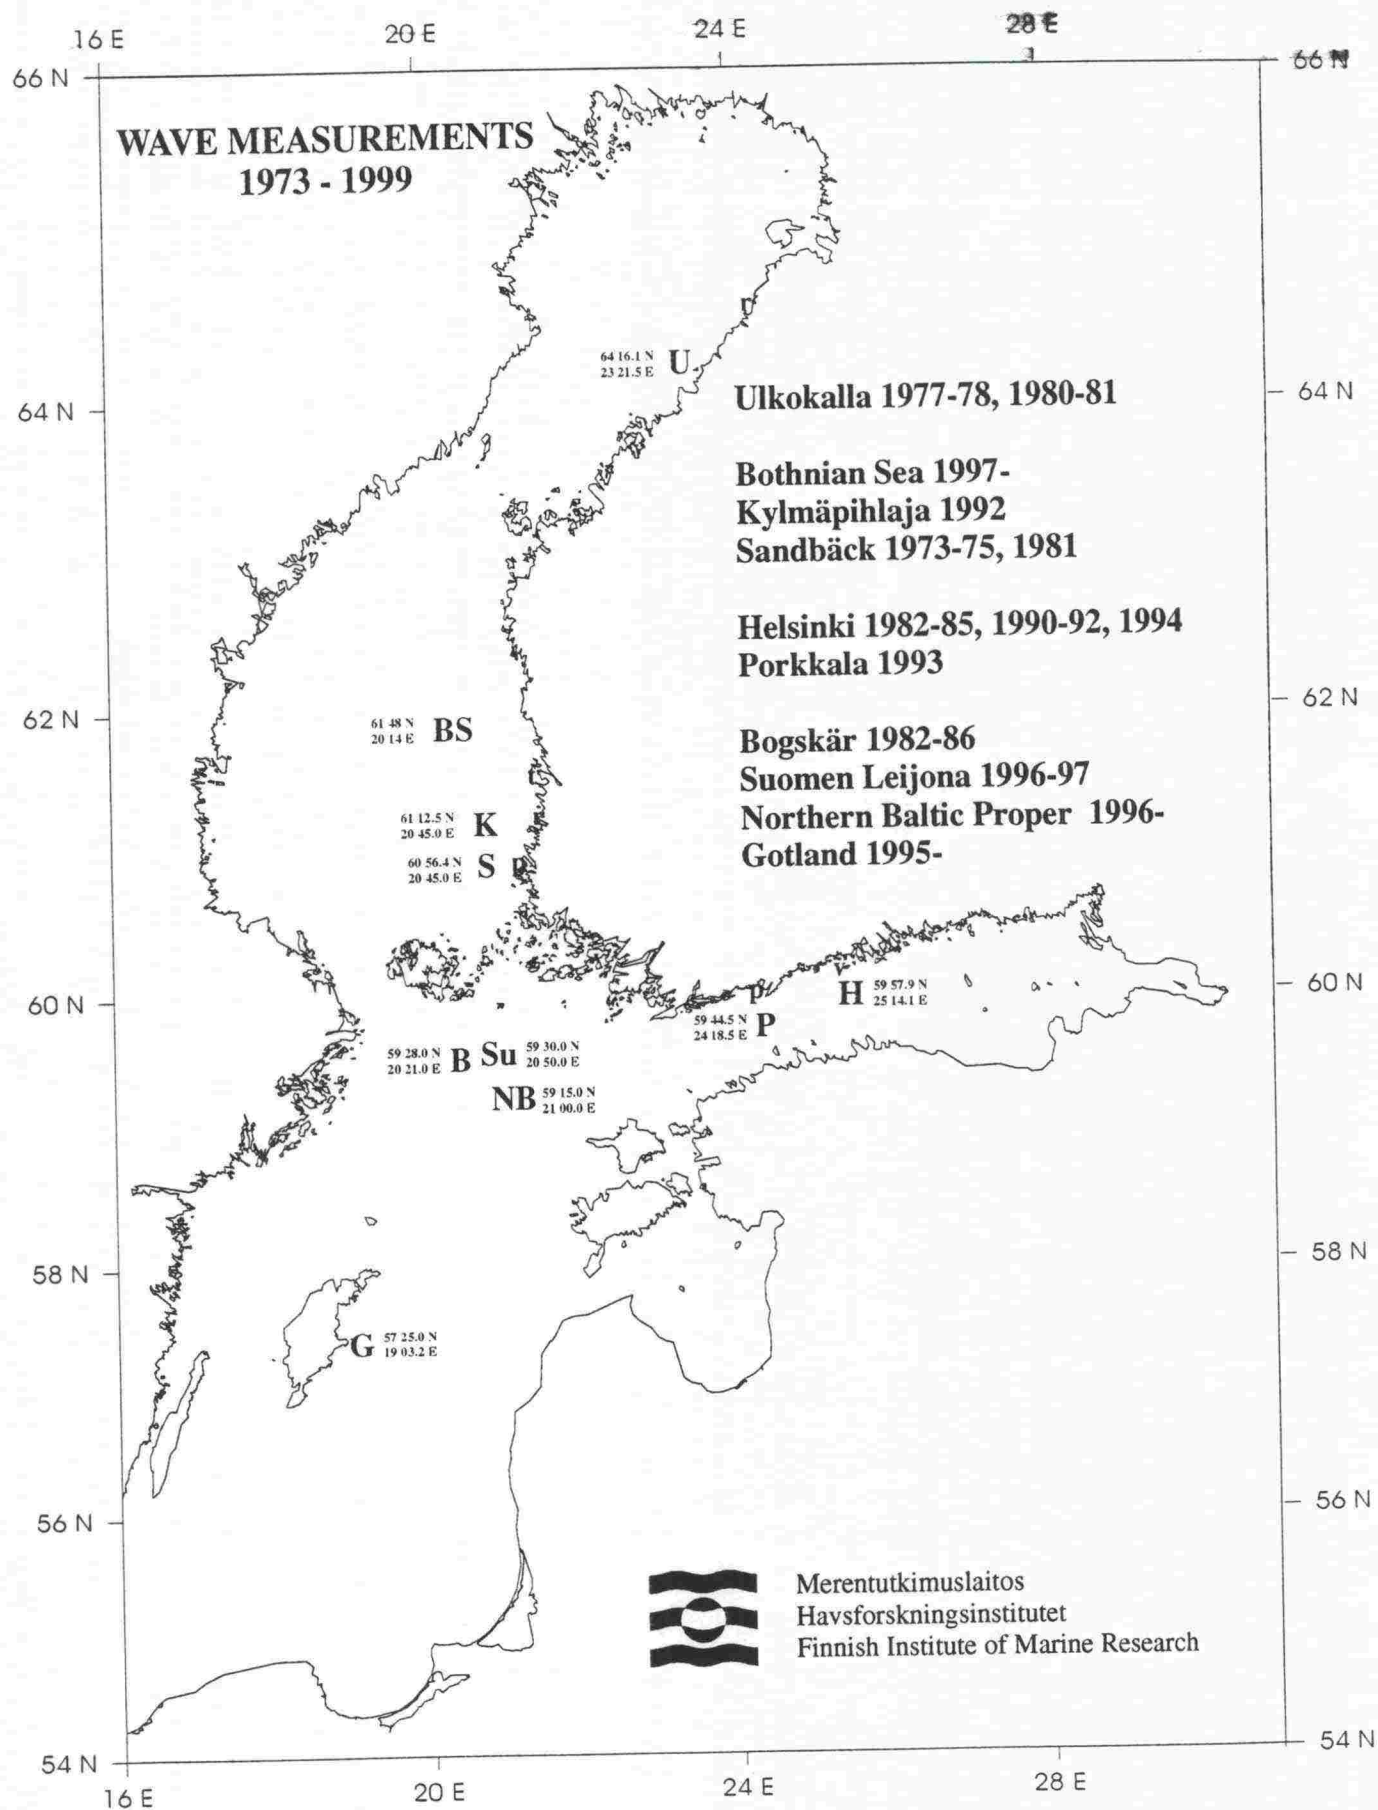 16 E 20 E 24 E 28 E
66 N 66 N
WAVE MEASUREMENTS
1973 - 1999
r
64 16.1 N
23 21.5 E
U
64 N 64 N
Ulkokalla 1977-78, 1980-81
Bothnian Sea 1997-
Kylmäpihlaja 1992
Sandbäck 1973-75, 1981
Helsinki 1982-85, 1990-92, 1994
Porkkala 1993
62 N 62 N
61 48 N
20 14 E
BS
Bogskär 1982-86
Suomen Leijona 1996-97
Northern Baltic Proper 1996-
Gotland 1995-
61 12.5 N
20 45.0 E
K
60 56.4 N
20 45.0 E
S
60 N 60 N
H
59 57.9 N
25 14.1 E
p
59 44.5 N
24 18.5 E
P
59 28.0 N
20 21.0 E
B
Su
59 30.0 N
20 50.0 E
NB
59 15.0 N
21 00.0 E
58 N 58 N
G
57 25.0 N
19 03.2 E
56 N 56 N
Merentutkimuslaitos
Havsforskningsinstitutet
Finnish Institute of Marine Research
54 N 54 N
16 E 20 E 24 E 28 E